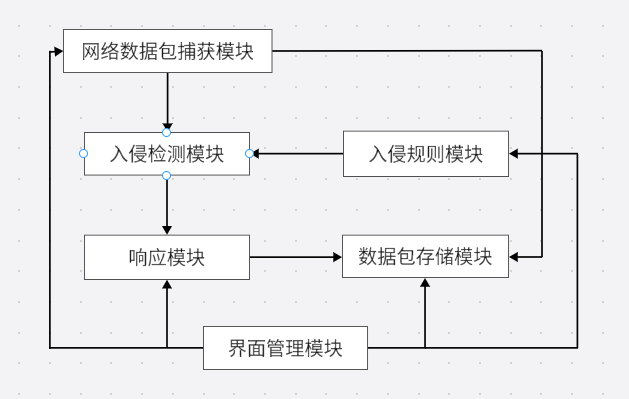 网络数据包捕获模块
入侵检测模块
入侵规则模块
响应模块
数据包存储模块
界面管理模块